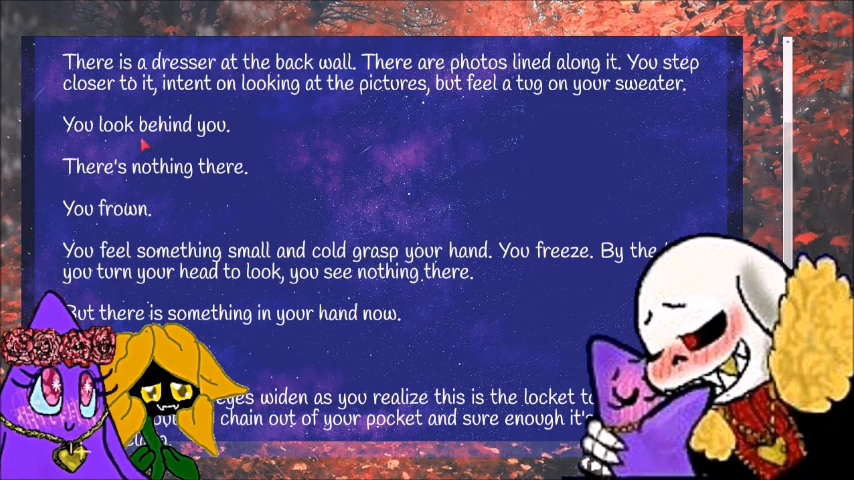 There is a dresser at the back wall. There are photos lined along it. You step
closer to it, intent on looking at the pictures, but feel a tug on your sweater.
You look behind you.
There's nothing there.
You frown.
You feel something small and cold grasp your hand. You freeze. By the
you turn your head to look, you see nothing there.
But there is something in your hand now.
eyes widen as you realize this is the locket
chain out of your pocket and sure enough it's